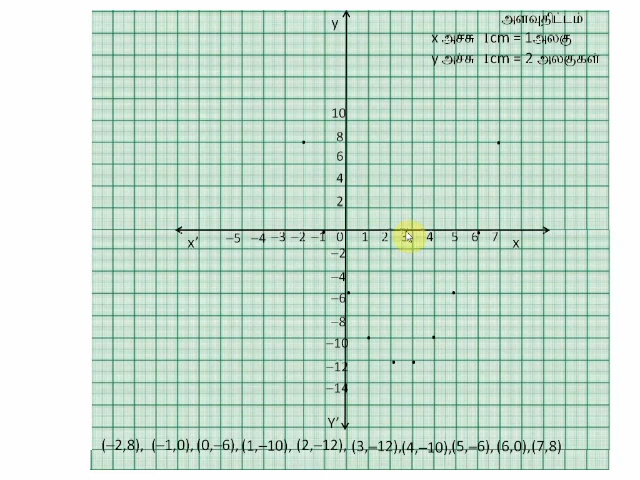 அளவுதிட்டம்
y
x அச்சு 1cm = 1அலகு
y அச்சு 1cm = 2 அலகுகள்
10
8
6
4
2
x′ −5 −4 −3 −2 −1 0 1 2 3 4 5 6 7 x
−2
−4
−6
−8
−10
−12
−14
Y′
(−2,8), (−1,0), (0,−6), (1,−10), (2,−12), (3,−12),(4,−10),(5,−6),(6,0),(7,8)